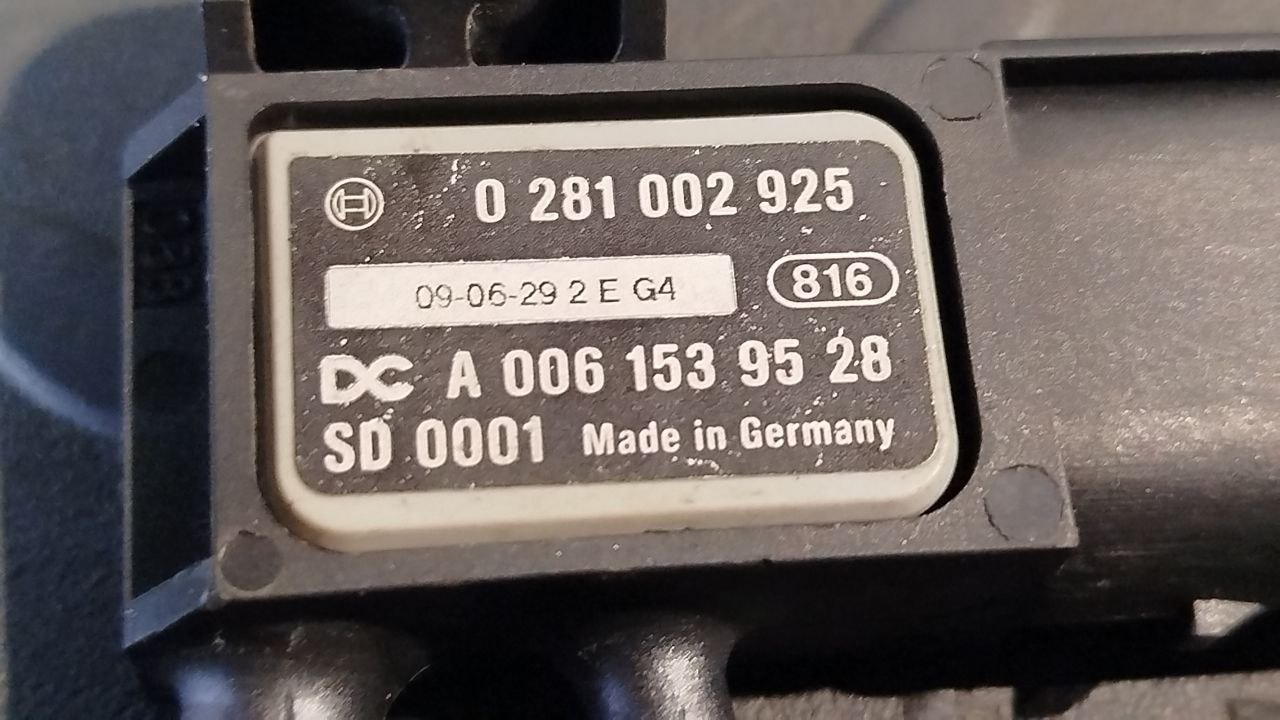 0 281 002 925
09-06-29 2 E G4 816
DC A 006 153 95 28
SD 0001 Made in Germany